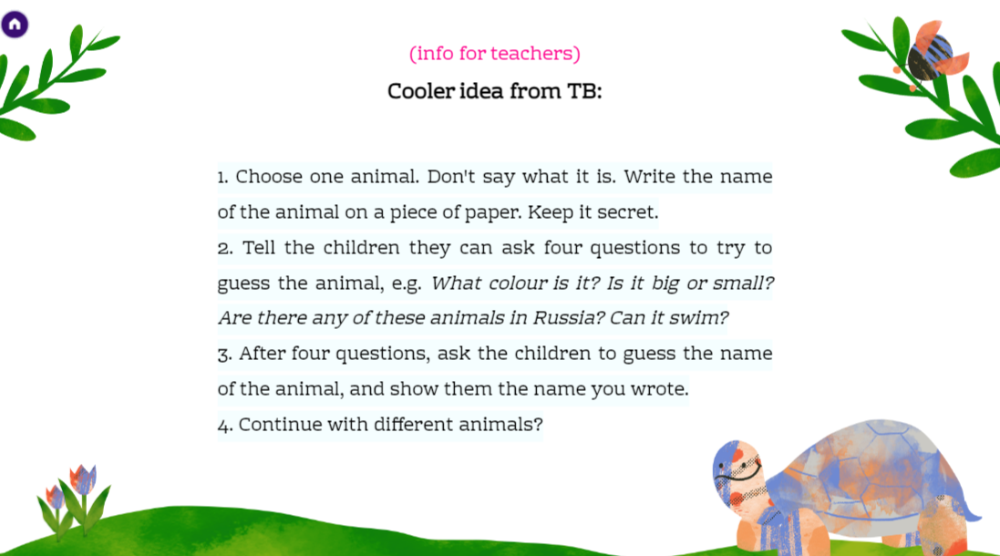 (info for teachers)
Cooler idea from TB:
1. Choose one animal. Don't say what it is. Write the name
of the animal on a piece of paper. Keep it secret.
2. Tell the children they can ask four questions to try to
guess the animal, e.g. What colour is it? Is it big or small?
Are there any of these animals in Russia? Can it swim?
3. After four questions, ask the children to guess the name
of the animal, and show them the name you wrote.
4. Continue with different animals?